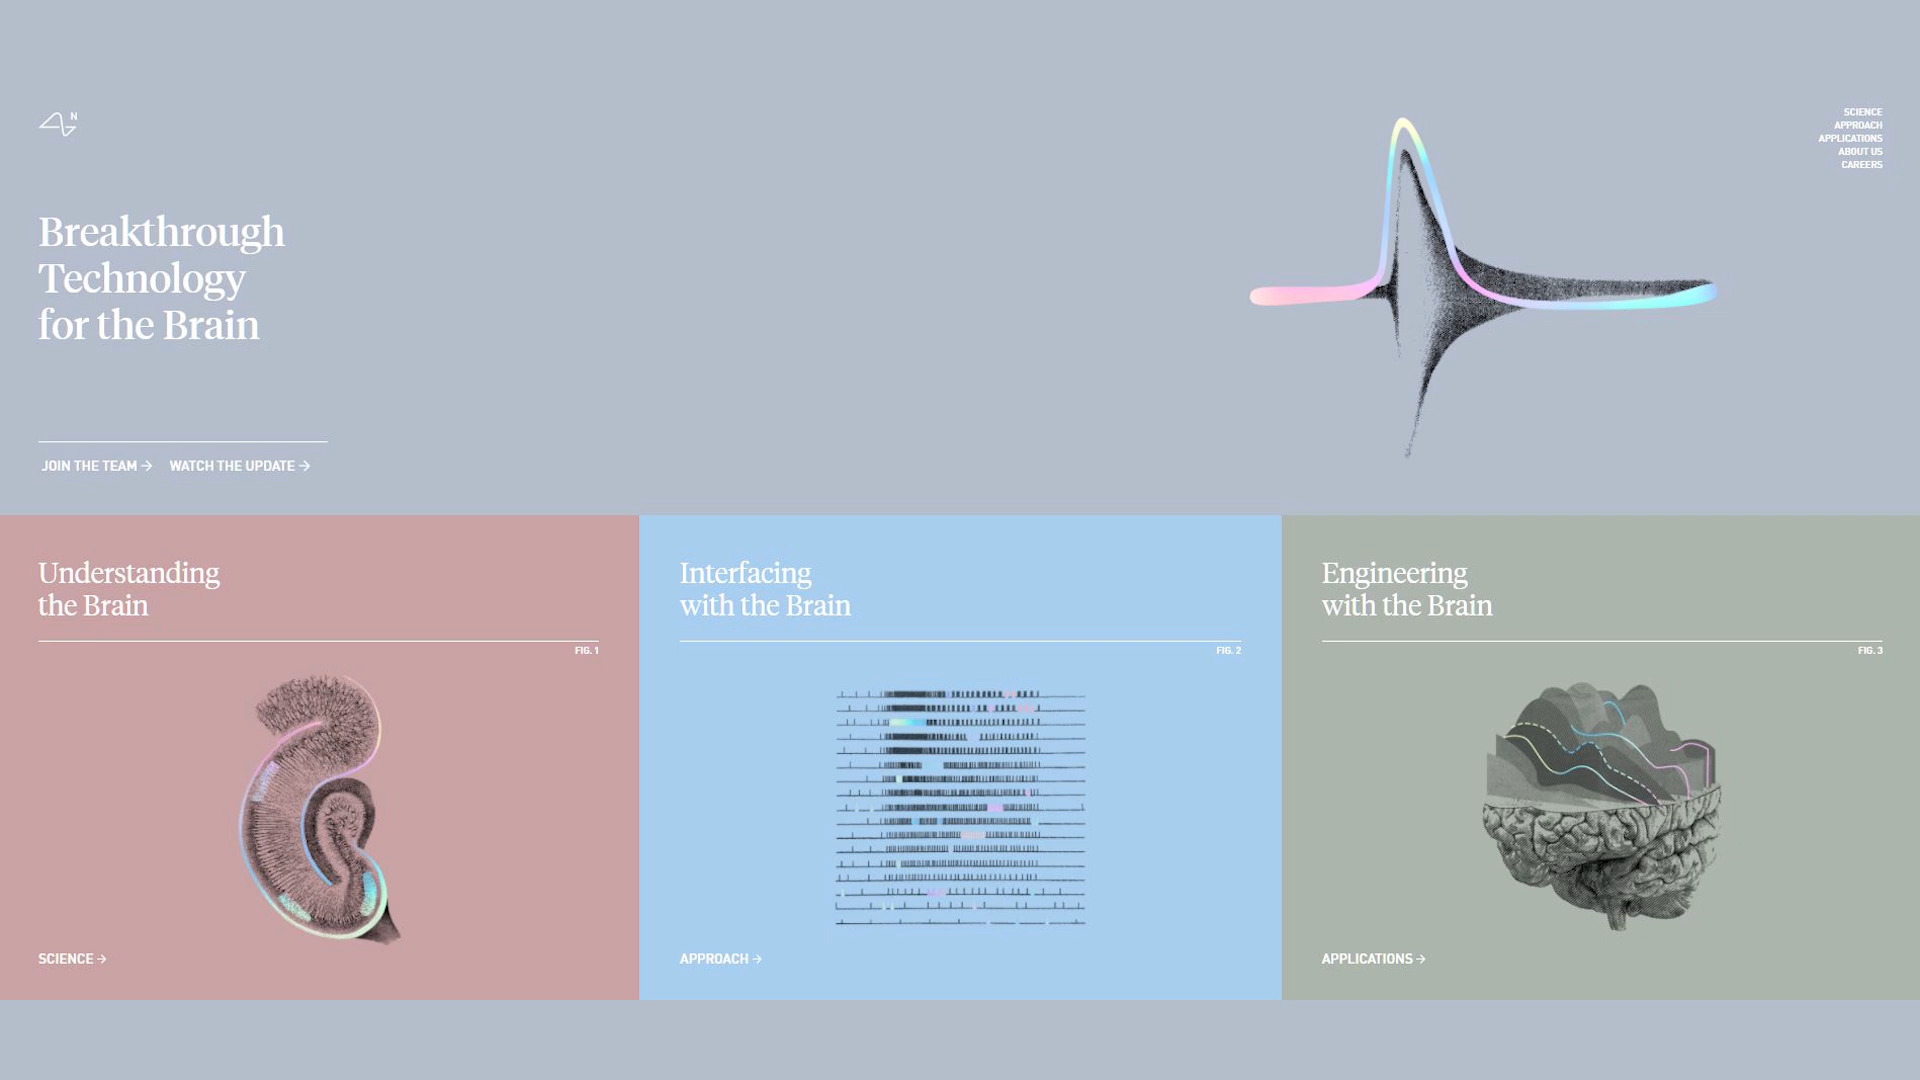 N
SCIENCE
APPROACH
APPLICATIONS
ABOUT US
CAREERS
Breakthrough
Technology
for the Brain
JOIN THE TEAM → WATCH THE UPDATE →
Understanding
the Brain
FIG. 1
SCIENCE →
Interfacing
with the Brain
FIG. 2
APPROACH →
Engineering
with the Brain
FIG. 3
APPLICATIONS →